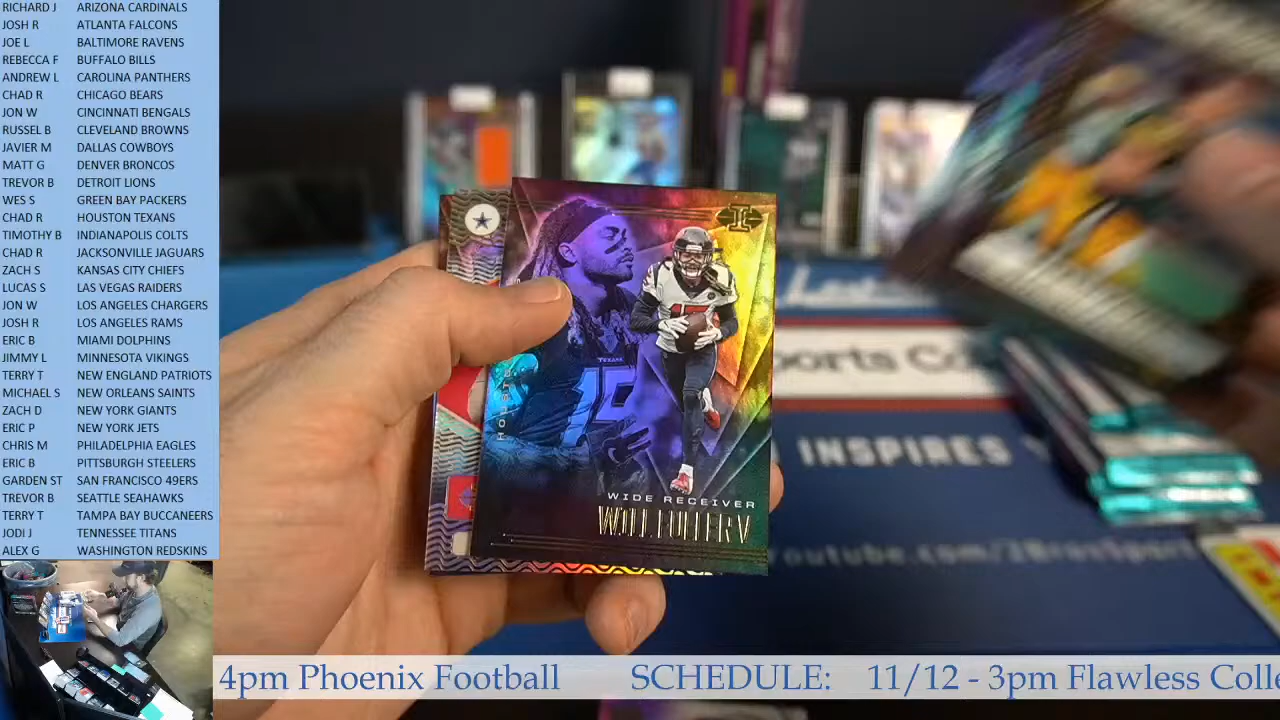 RICHARD J ARIZONA CARDINALS
JOSH R ATLANTA FALCONS
JOE L BALTIMORE RAVENS
REBECCA F BUFFALO BILLS
ANDREW L CAROLINA PANTHERS
CHAD R CHICAGO BEARS
JON W CINCINNATI BENGALS
RUSSEL B CLEVELAND BROWNS
JAVIER M DALLAS COWBOYS
MATT G DENVER BRONCOS
TREVOR B DETROIT LIONS
WES S GREEN BAY PACKERS
CHAD R HOUSTON TEXANS
TIMOTHY B INDIANAPOLIS COLTS
CHAD R JACKSONVILLE JAGUARS
ZACH S KANSAS CITY CHIEFS
LUCAS S LAS VEGAS RAIDERS
JON W LOS ANGELES CHARGERS
JOSH R LOS ANGELES RAMS
ERIC B MIAMI DOLPHINS
JIMMY L MINNESOTA VIKINGS
TERRY T NEW ENGLAND PATRIOTS
MICHAEL S NEW ORLEANS SAINTS
ZACH D NEW YORK GIANTS
ERIC P NEW YORK JETS
CHRIS M PHILADELPHIA EAGLES
ERIC B PITTSBURGH STEELERS
GARDEN ST SAN FRANCISCO 49ERS
TREVOR B SEATTLE SEAHAWKS
TERRY T TAMPA BAY BUCCANEERS
JODI J TENNESSEE TITANS
ALEX G WASHINGTON REDSKINS
TEXANS
15
WIDE RECEIVER
WILL FULLER V
ports Co
INSPIRES
outube.com/
4pm Phoenix Football SCHEDULE: 11/12 - 3pm Flawless Colle